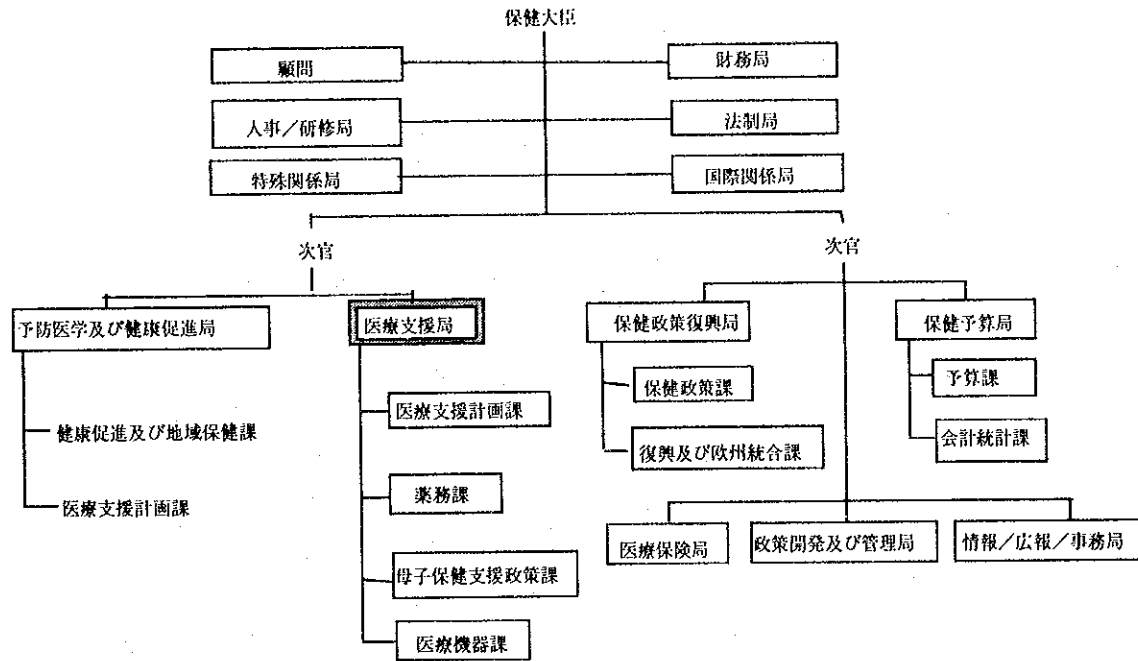 保健大臣
顧問
財務局
人事／研修局
法制局
特殊関係局
国際関係局
次官
次官
予防医学及び健康促進局
医療支援局
保健政策復興局
保健予算局
健康促進及び地域保健課
医療支援計画課
医療支援計画課
薬務課
母子保健支援政策課
医療機器課
保健政策課
復興及び欧州統合課
予算課
会計統計課
医療保険局
政策開発及び管理局
情報／広報／事務局